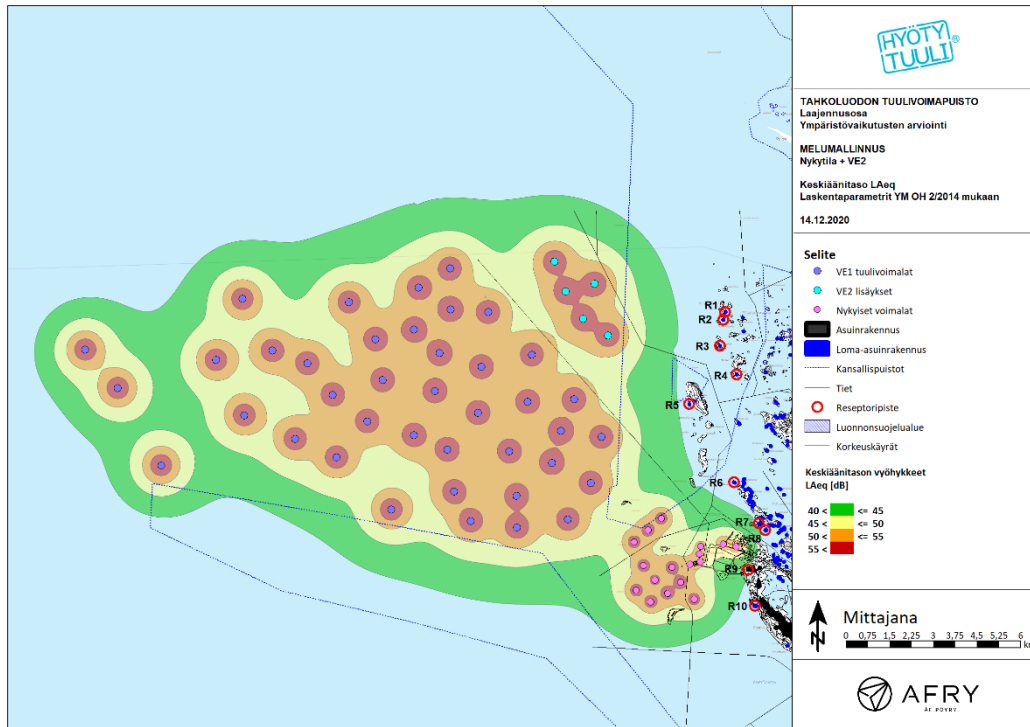 HYÖTY
TUULI®
TAHKOLUODON TUULIVOIMAPUISTO
Laajennusosa
Ympäristövaikutusten arviointi
MELUMALLINNUS
Nykytila + VE2
Keskiäänitaso LAeq
Laskentaparametrit YM OH 2/2014 mukaan
14.12.2020
Selite
VE1 tuulivoimalat
VE2 lisäykset
Nykyiset voimalat
Asuinrakennus
Loma-asuinrakennus
Kansallispuistot
Tiet
Reseptoripiste
Luonnonsuojelualue
Korkeuskäyrät
Keskiäänitason vyöhykkeet
LAeq [dB]
40 < <= 45
45 < <= 50
50 < <= 55
55 <
N
Mittajana
0 0,75 1,5 2,25 3 3,75 4,5 5,25 6
AFRY
ÅF PÖYRY
R1
R2
R3
R4
R5
R6
R7
R8
R9
R10